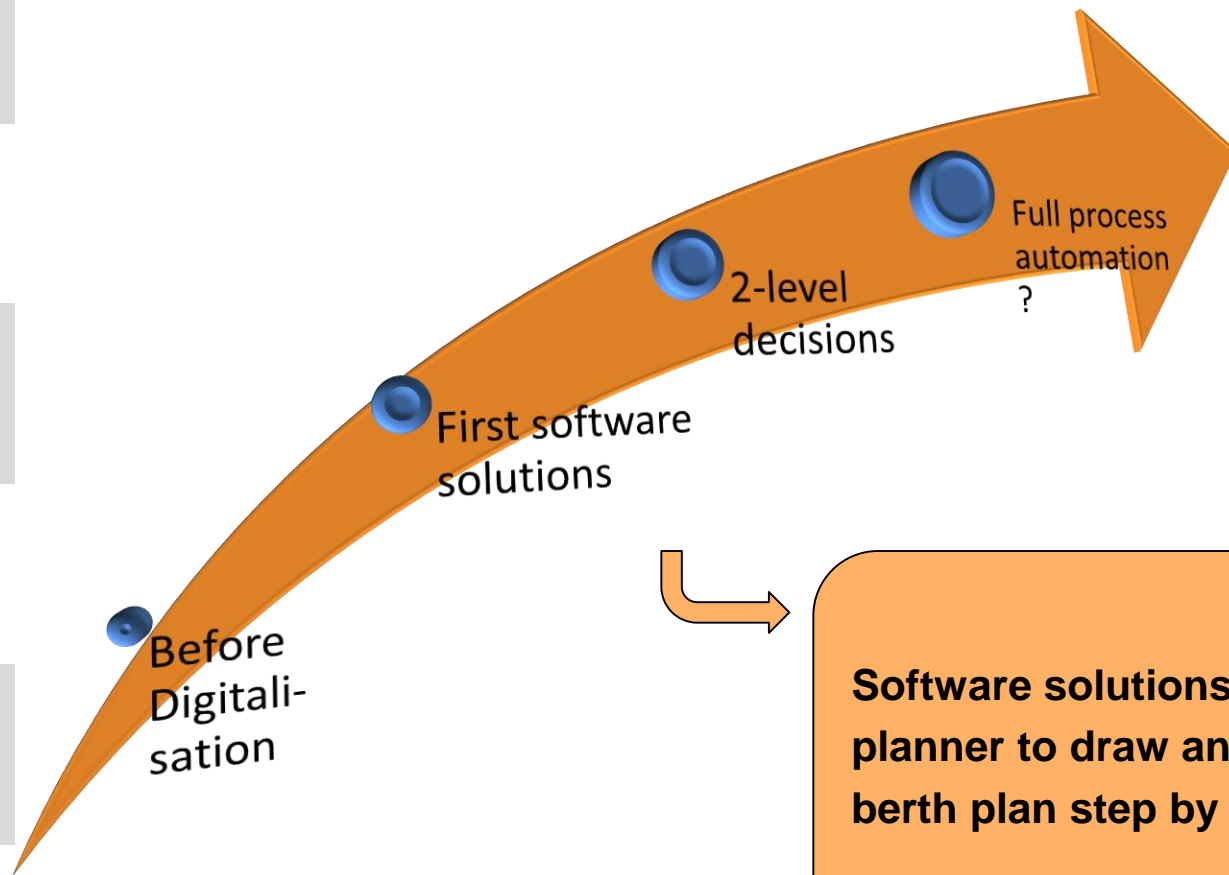 Full process
automation
?
2-level
decisions
First software
solutions
Before
Digitali-
sation
Software solutions
planner to draw an
berth plan step by